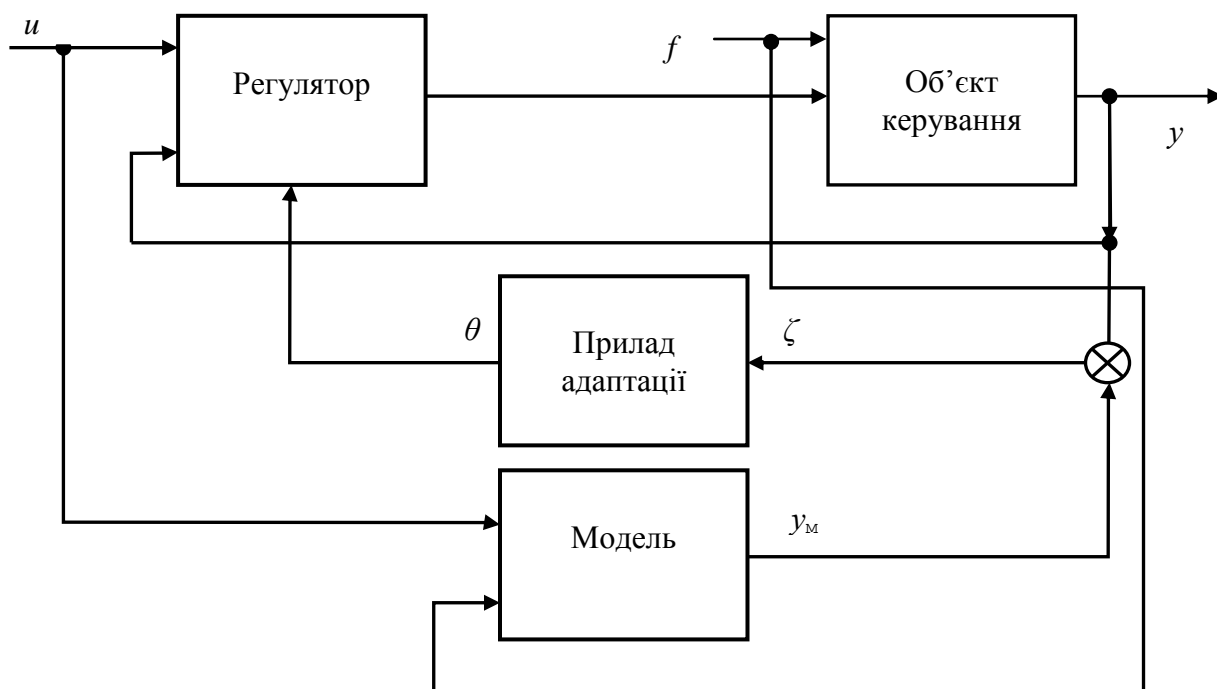 u
f
Регулятор
Об’єкт
керування
y
θ
Прилад
адаптації
ζ
Модель
yм